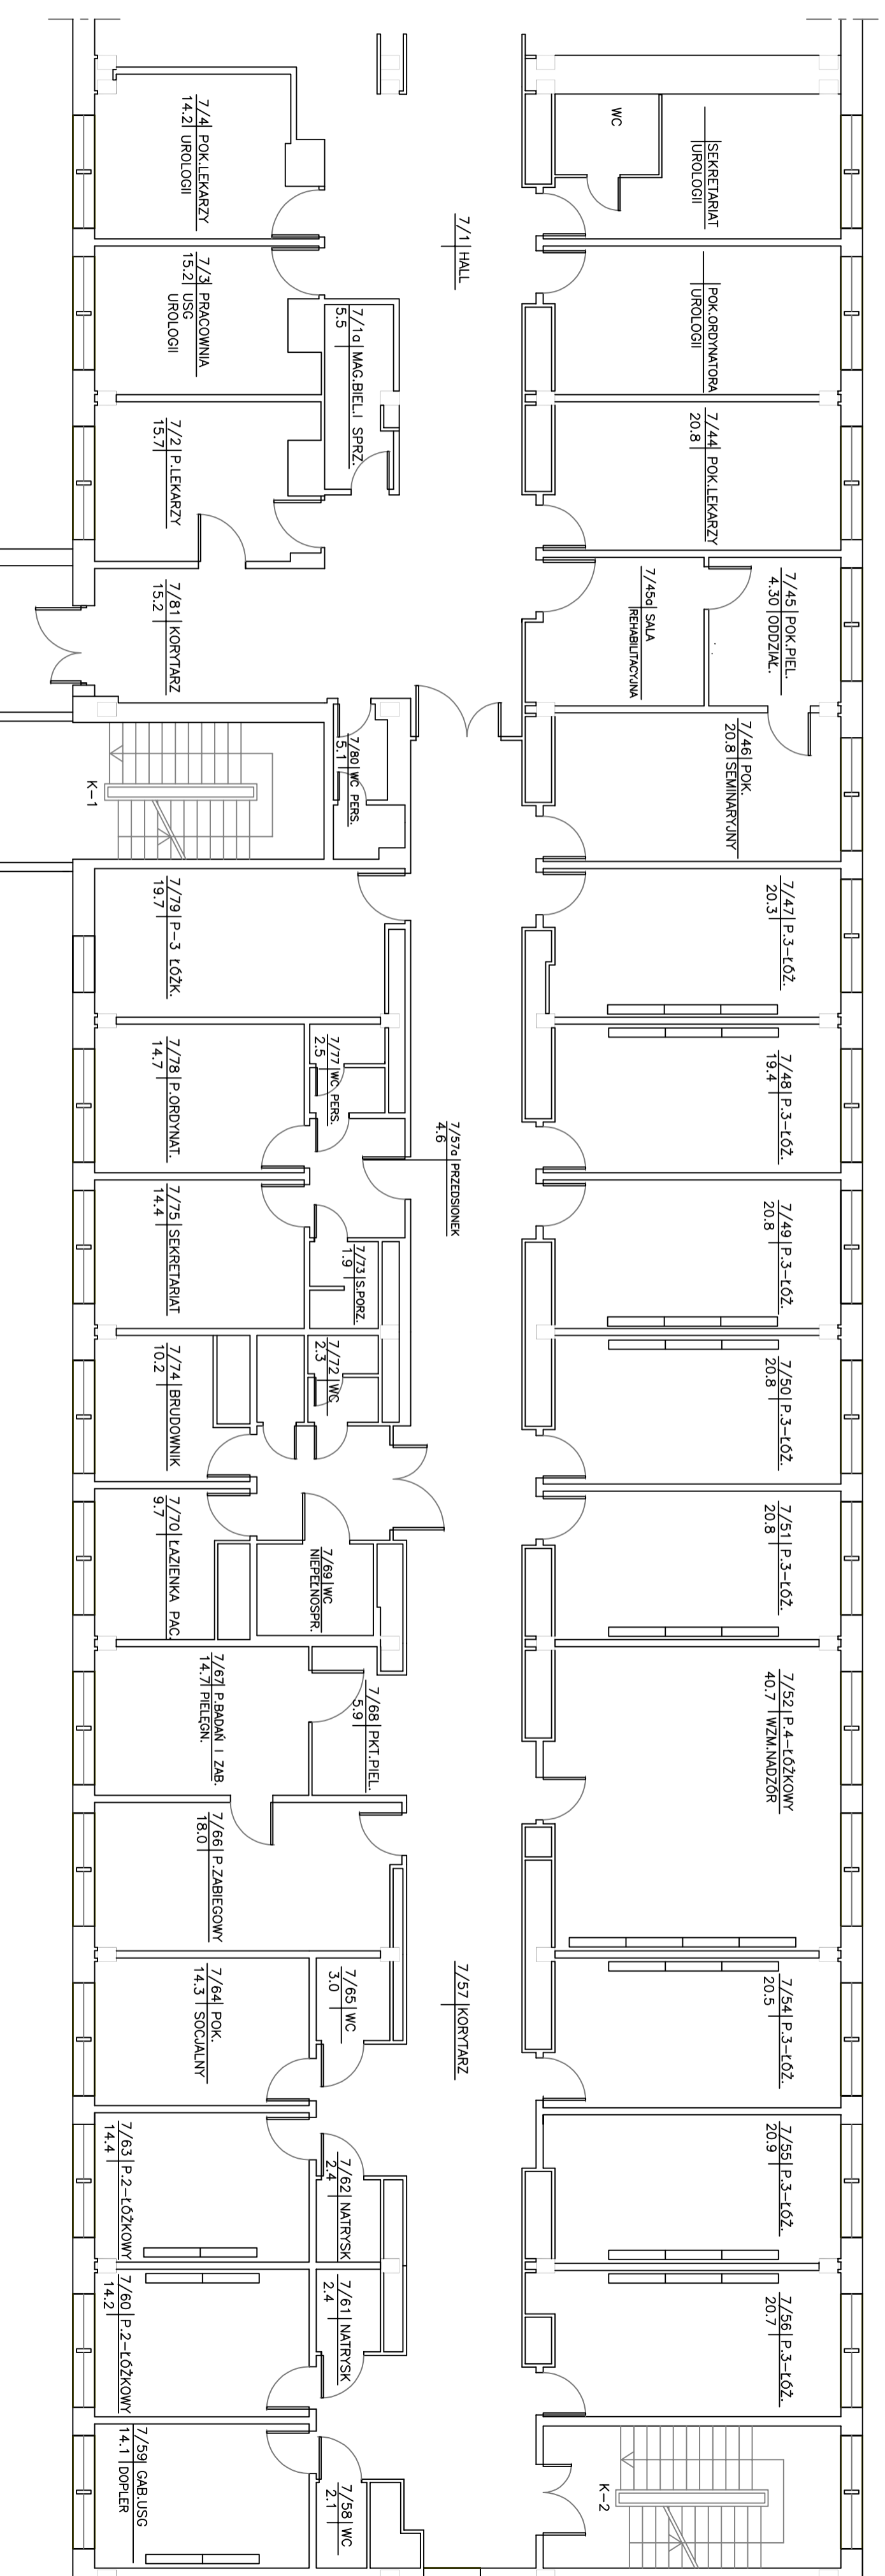 7/4 POK.LEKARZY
14.2 UROLOGII
WC
SEKRETARIAT
UROLOGII
7/1 HALL
7/3 PRACOWNIA
15.2 USG
UROLOGII
POK.ORDYNATORA
UROLOGII
7/1a MAG.BIEL.I SPRZ.
5.5
7/2 P.LEKARZY
15.7
7/44 POK.LEKARZY
20.8
7/81 KORYTARZ
15.2
7/45a SALA
REHABILITACYJNA
7/45 POK.PIEL.
4.30 ODDZIAŁ.
K-1
7/80 WC PERS.
5.1
7/46 POK.
20.8 SEMINARYJNY
7/79 P-3 ŁÓŻK.
19.7
7/47 P.3-ŁÓŻ.
20.3
7/78 P.ORDYNAT.
14.7
7/77 WC PERS.
2.5
7/48 P.3-ŁÓŻ.
19.4
7/57a PRZEDSIONEK
4.6
7/75 SEKRETARIAT
14.4
7/73 S.PORZ.
1.9
7/49 P.3-ŁÓŻ.
20.8
7/74 BRUDOWNIK
10.2
7/72 WC
2.3
7/50 P.3-ŁÓŻ.
20.8
7/70 ŁAZIENKA PAC.
9.7
7/69 WC
NIEPEŁNOSPR.
7/51 P.3-ŁÓŻ.
20.8
7/67 P.BADAŃ I ZAB.
14.7 PIELĘGN.
7/68 PKT.PIEL.
5.9
7/52 P.4-ŁÓŻKOWY
40.7 WZM.NADZÓR
7/66 P.ZABIEGOWY
18.0
7/64 POK.
14.3 SOCJALNY
7/65 WC
3.0
7/57 KORYTARZ
7/54 P.3-ŁÓŻ.
20.5
7/63 P.2-ŁÓŻKOWY
14.4
7/62 NATRYSK
2.4
7/55 P.3-ŁÓŻ.
20.9
7/60 P.2-ŁÓŻKOWY
14.2
7/61 NATRYSK
2.4
7/56 P.3-ŁÓŻ.
20.7
7/59 GAB.USG
14.1 DOPLER
7/58 WC
2.1
K-2